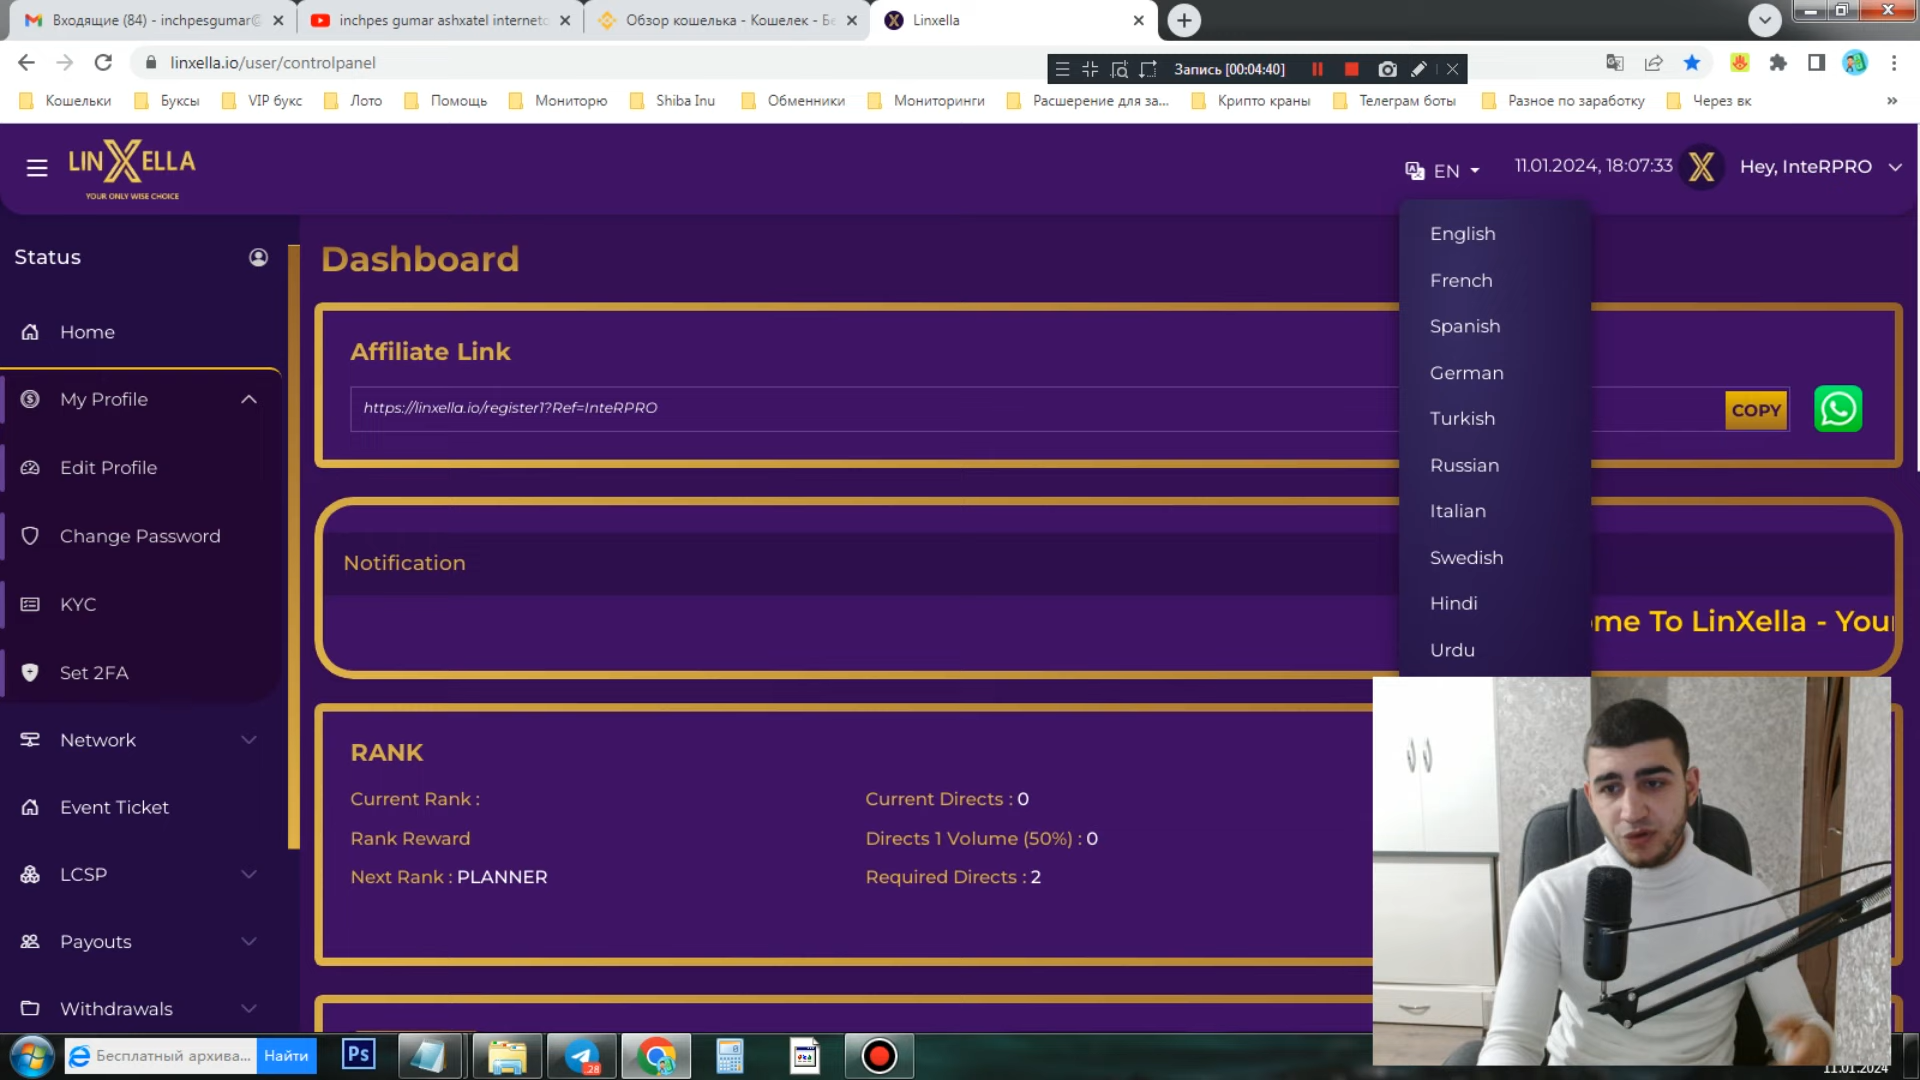 Входящие (84) - inchpesgumar@
inchpes gumar ashxatel internetс
Обзор кошелька - Кошелек - Би
Linxella
linxella.io/user/controlpanel
Запись [00:04:40]
Кошельки
Буксы
VIP букс
Лото
Помощь
Мониторю
Shiba Inu
Обменники
Мониторинги
Расшерение для за...
Крипто краны
Телеграм боты
Разное по заработку
Через вк
»
LINXELLA
YOUR ONLY WISE CHOICE
EN
11.01.2024, 18:07:33
Hey, InteRPRO
English
French
Spanish
German
Turkish
Russian
Italian
Swedish
Hindi
Urdu
Status
Home
My Profile
Edit Profile
Change Password
KYC
Set 2FA
Network
Event Ticket
LCSP
Payouts
Withdrawals
Dashboard
Affiliate Link
https://linxella.io/register1?Ref=InteRPRO
COPY
Notification
ome To LinXella - Your
RANK
Current Rank :
Current Directs : 0
Rank Reward
Directs 1 Volume (50%) : 0
Next Rank : PLANNER
Required Directs : 2
Бесплатный архива...
Найти
Ps
28
11.01.2024